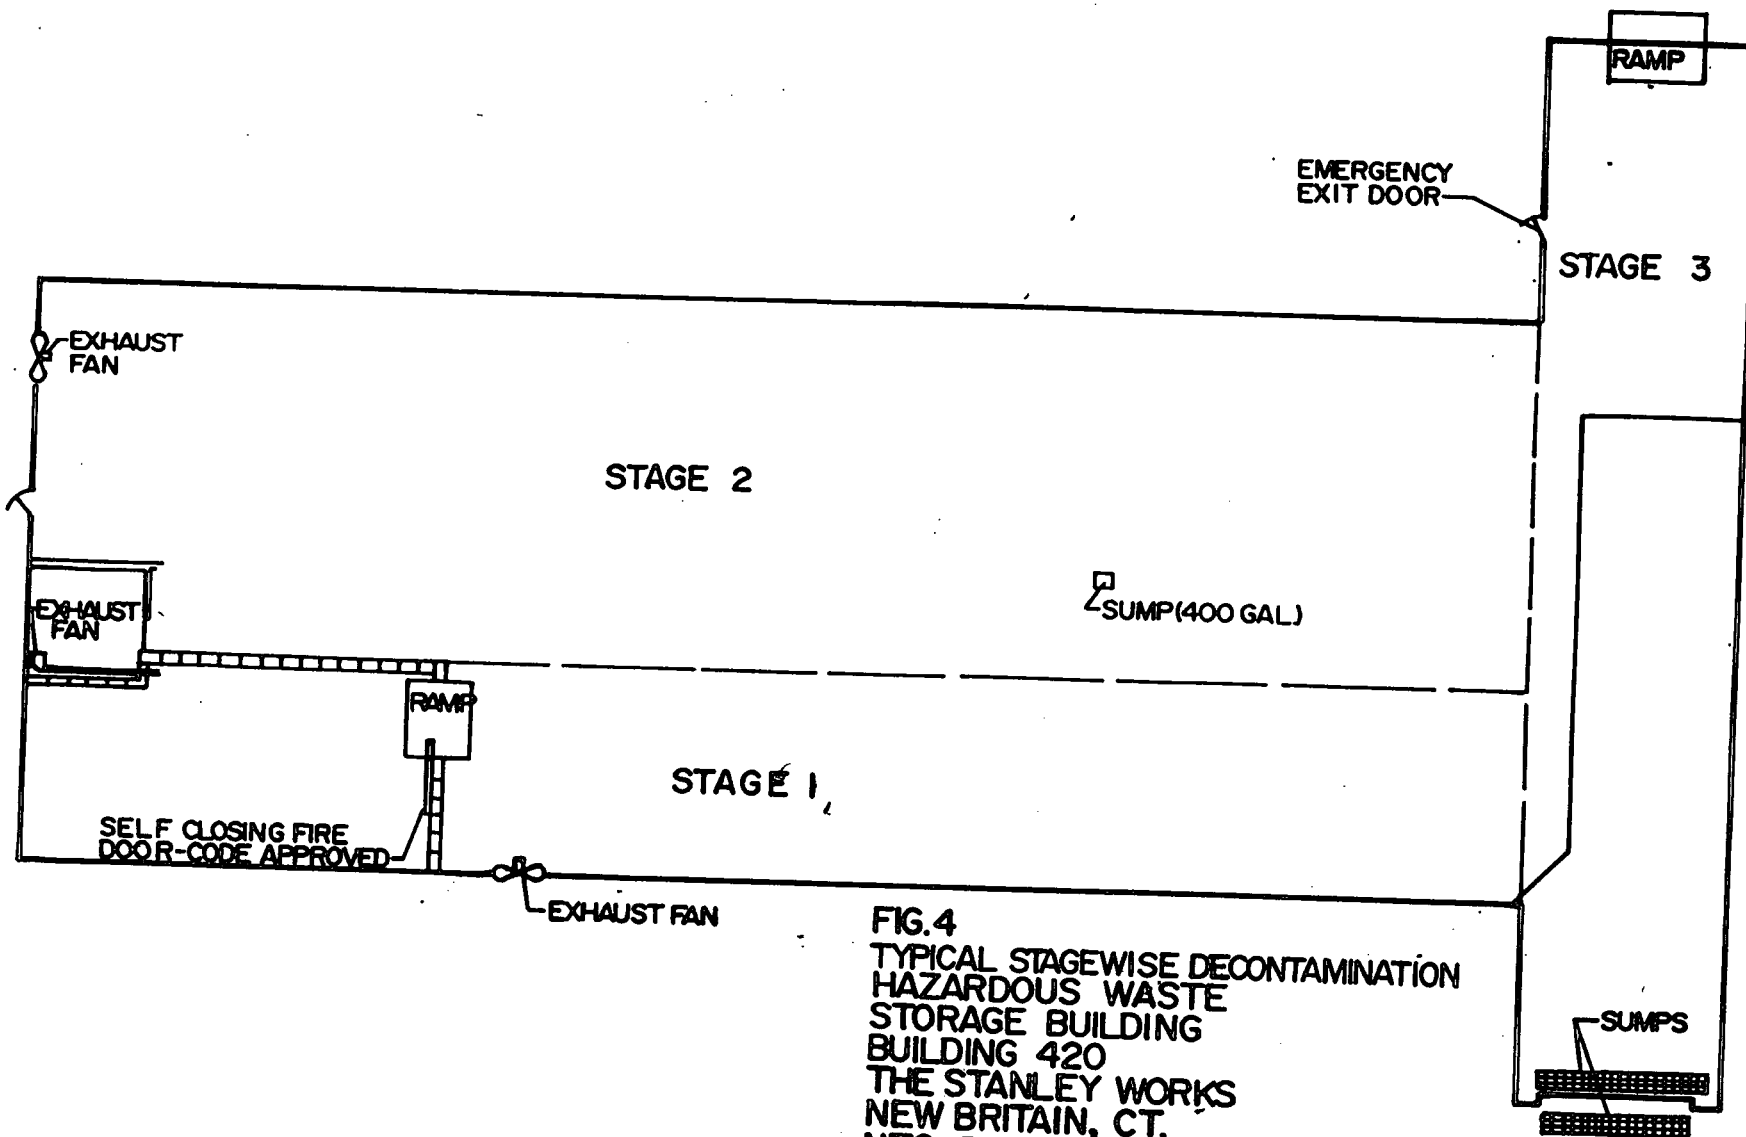 RAMP
EMERGENCY
EXIT DOOR
STAGE 3
EXHAUST
FAN
STAGE 2
EXHAUST
FAN
SUMP(400 GAL.)
RAMP
STAGE 1
SELF CLOSING FIRE
DOOR-CODE APPROVED
EXHAUST FAN
FIG.4
TYPICAL STAGEWISE DECONTAMINATION
HAZARDOUS WASTE
STORAGE BUILDING
BUILDING 420
THE STANLEY WORKS
NEW BRITAIN, CT.
SUMPS